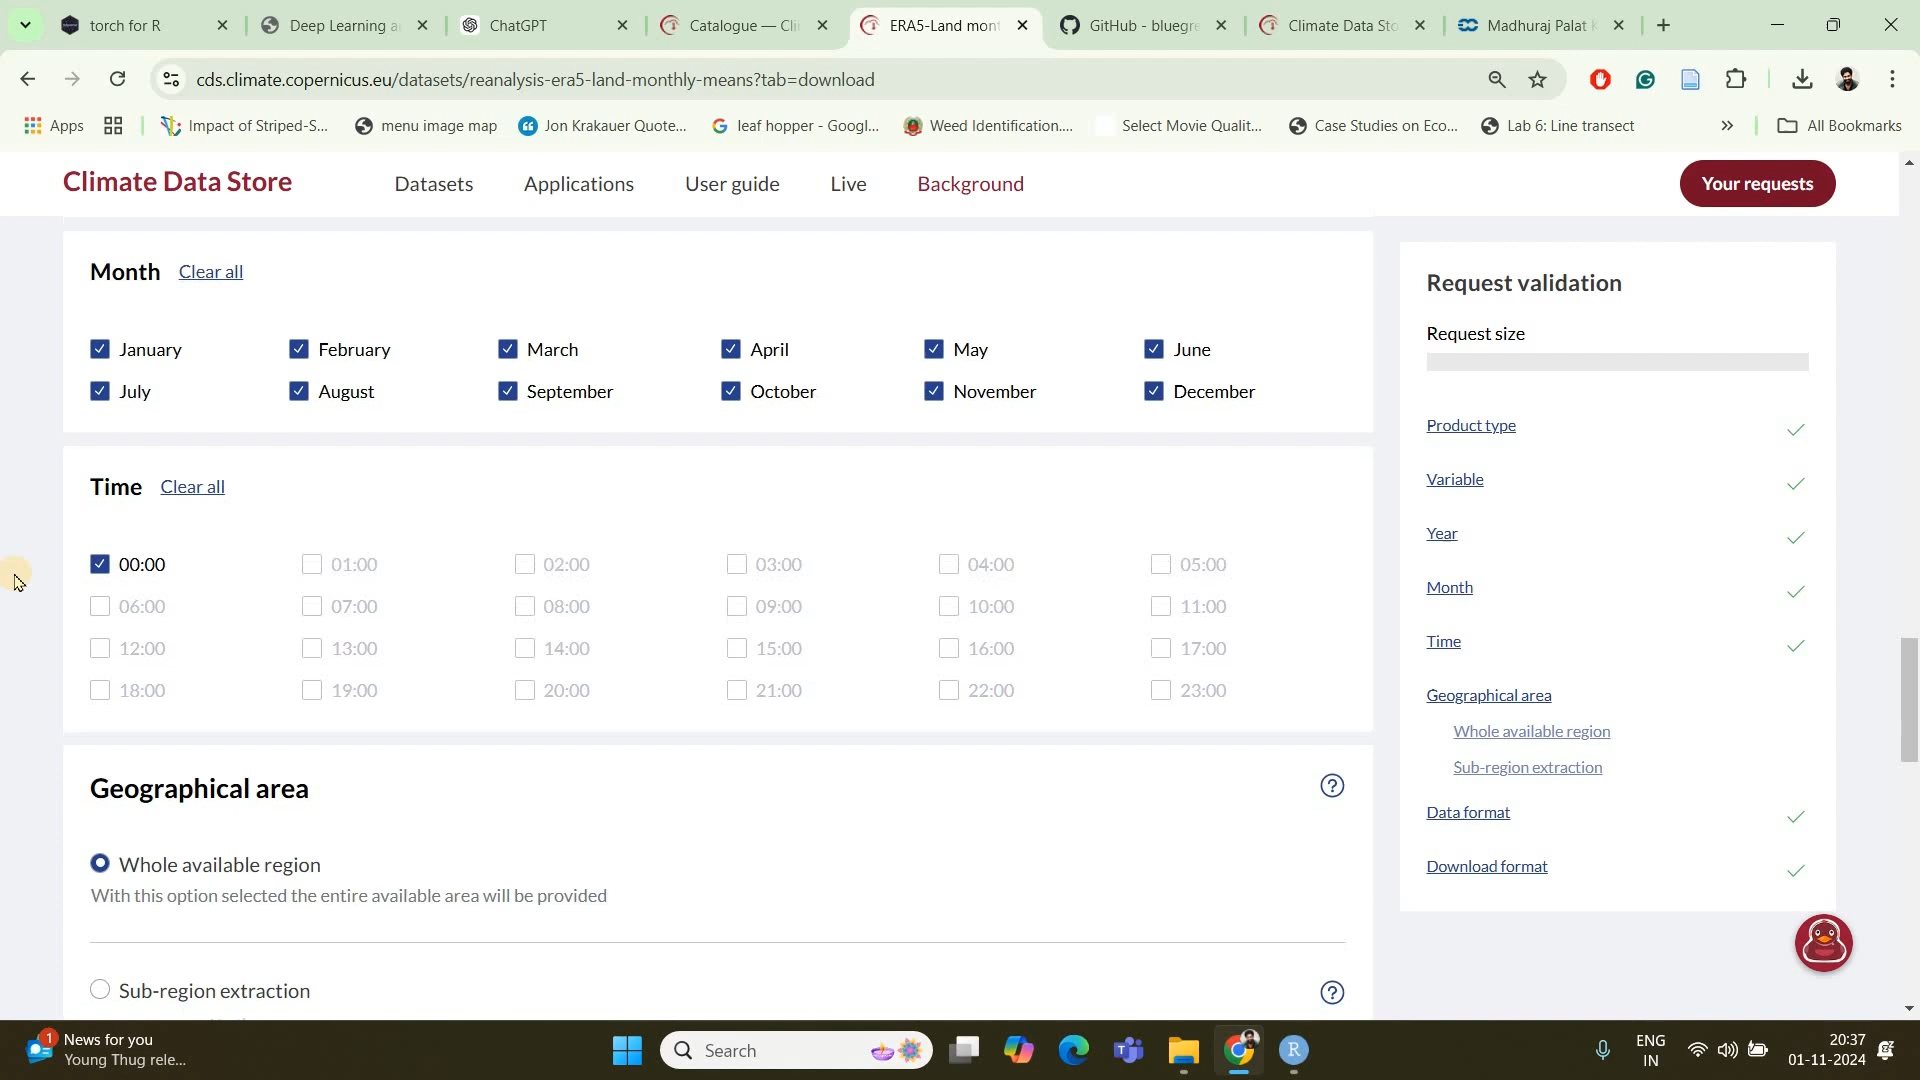 torch for R
Deep Learning a
ChatGPT
Catalogue — Cli
ERA5-Land mont
GitHub - bluegre
Climate Data Sto
Madhuraj Palat K
cds.climate.copernicus.eu/datasets/reanalysis-era5-land-monthly-means?tab=download
Apps
Impact of Striped-S...
menu image map
Jon Krakauer Quote...
leaf hopper - Googl...
Weed Identification....
Select Movie Qualit...
Case Studies on Eco...
Lab 6: Line transect
All Bookmarks
Climate Data Store
Datasets
Applications
User guide
Live
Background
Your requests
Month Clear all
January February March April May June
July August September October November December
Time Clear all
00:00 01:00 02:00 03:00 04:00 05:00
06:00 07:00 08:00 09:00 10:00 11:00
12:00 13:00 14:00 15:00 16:00 17:00
18:00 19:00 20:00 21:00 22:00 23:00
Geographical area
Whole available region
With this option selected the entire available area will be provided
Sub-region extraction
Request validation
Request size
Product type
Variable
Year
Month
Time
Geographical area
Whole available region
Sub-region extraction
Data format
Download format
1
News for you
Young Thug rele...
Search
R
ENG
IN
20:37
01-11-2024